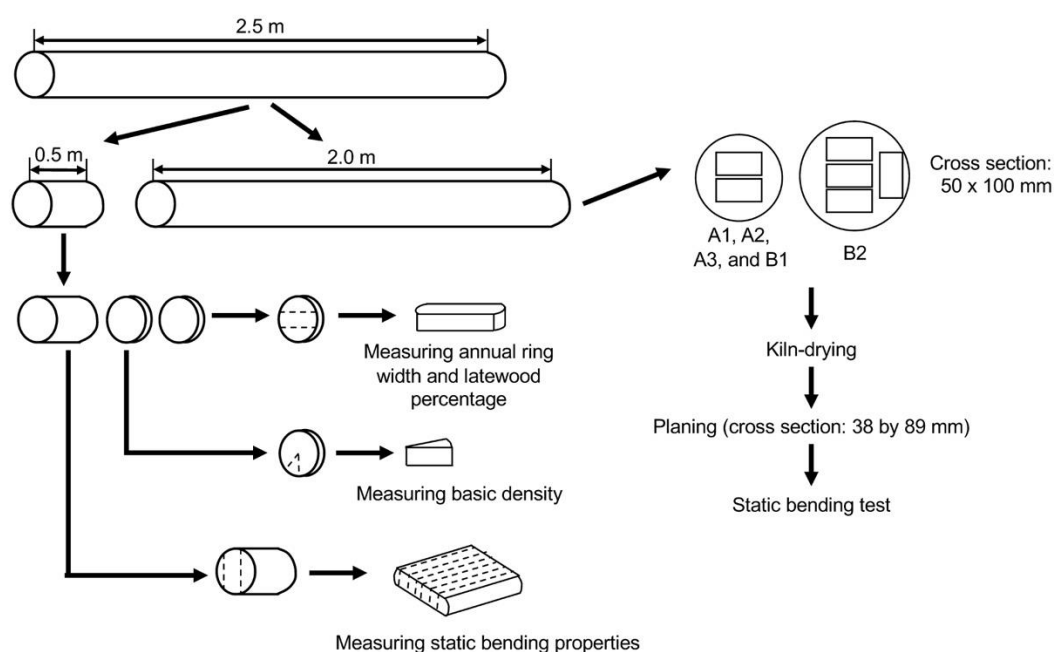 2.5 m
0.5 m
2.0 m
Cross section:
50 x 100 mm
A1, A2,
A3, and B1
B2
Measuring annual ring
width and latewood
percentage
Kiln-drying
Planing (cross section: 38 by 89 mm)
Measuring basic density
Static bending test
Measuring static bending properties